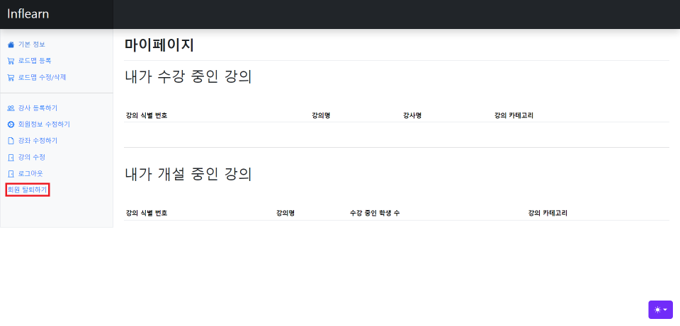 Inflearn
기본 정보
로드맵 등록
로드맵 수정/삭제
강사 등록하기
회원정보 수정하기
강좌 수정하기
강의 수정
로그아웃
회원 탈퇴하기
마이페이지
내가 수강 중인 강의
강의 식별 번호 강의명 강사명 강의 카테고리
내가 개설 중인 강의
강의 식별 번호 강의명 수강 중인 학생 수 강의 카테고리